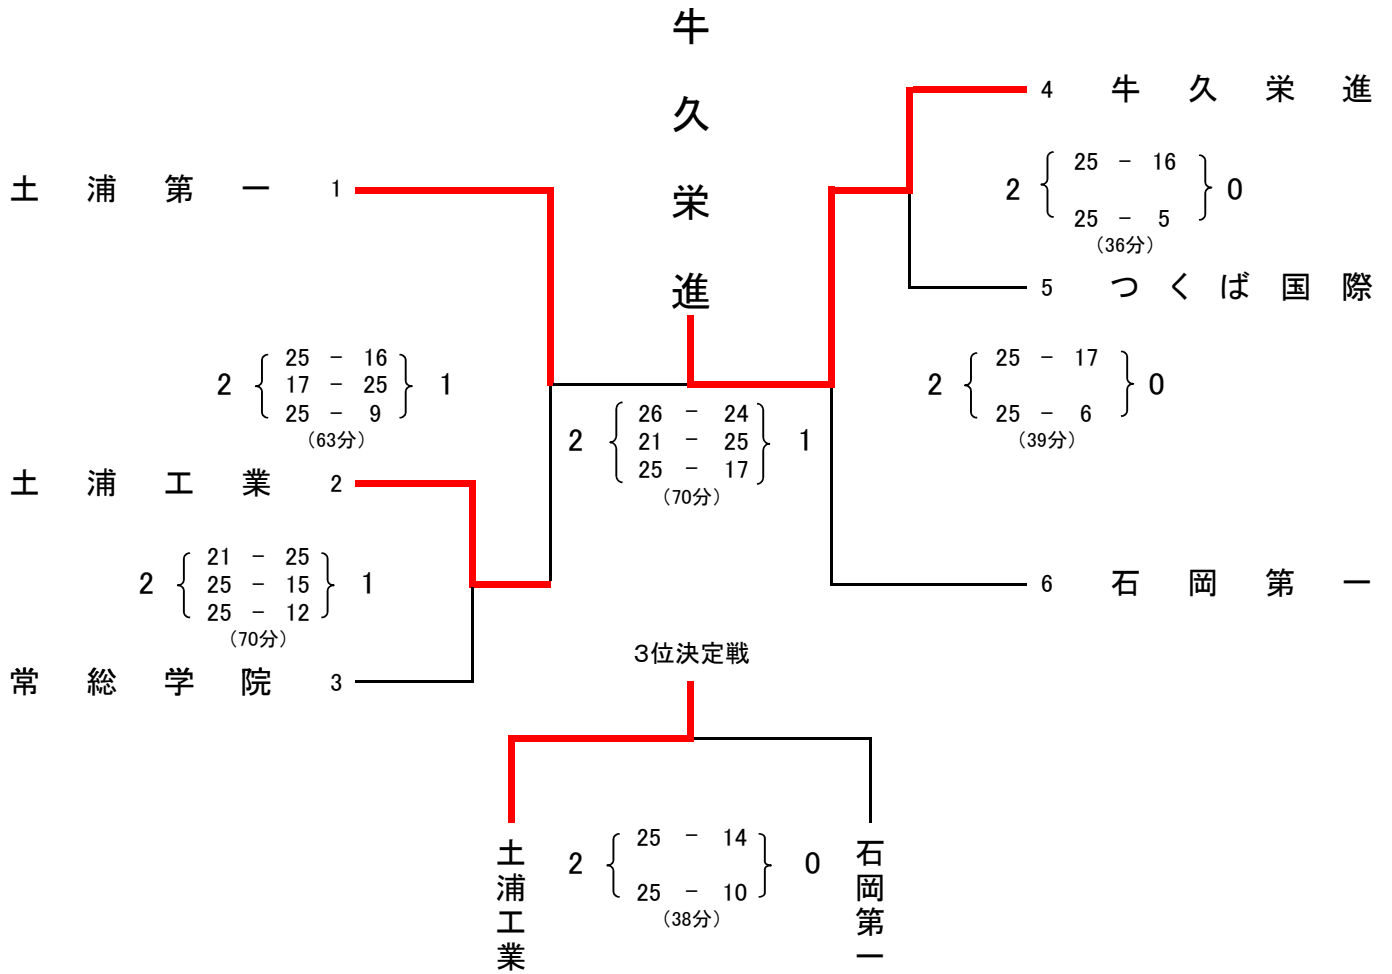 牛久栄進
4 牛久栄進
2 25 － 16 0
25 － 5
（36分）
土浦第一 1
5 つくば国際
2 25 － 16 1
17 － 25
25 － 9
（63分）
2 26 － 24 1
21 － 25
25 － 17
（70分）
2 25 － 17 0
25 － 6
（39分）
土浦工業 2
2 21 － 25 1
25 － 15
25 － 12
（70分）
6 石岡第一
常総学院 3
３位決定戦
土浦工業
2 25 － 14 0
25 － 10
（38分）
石岡第一